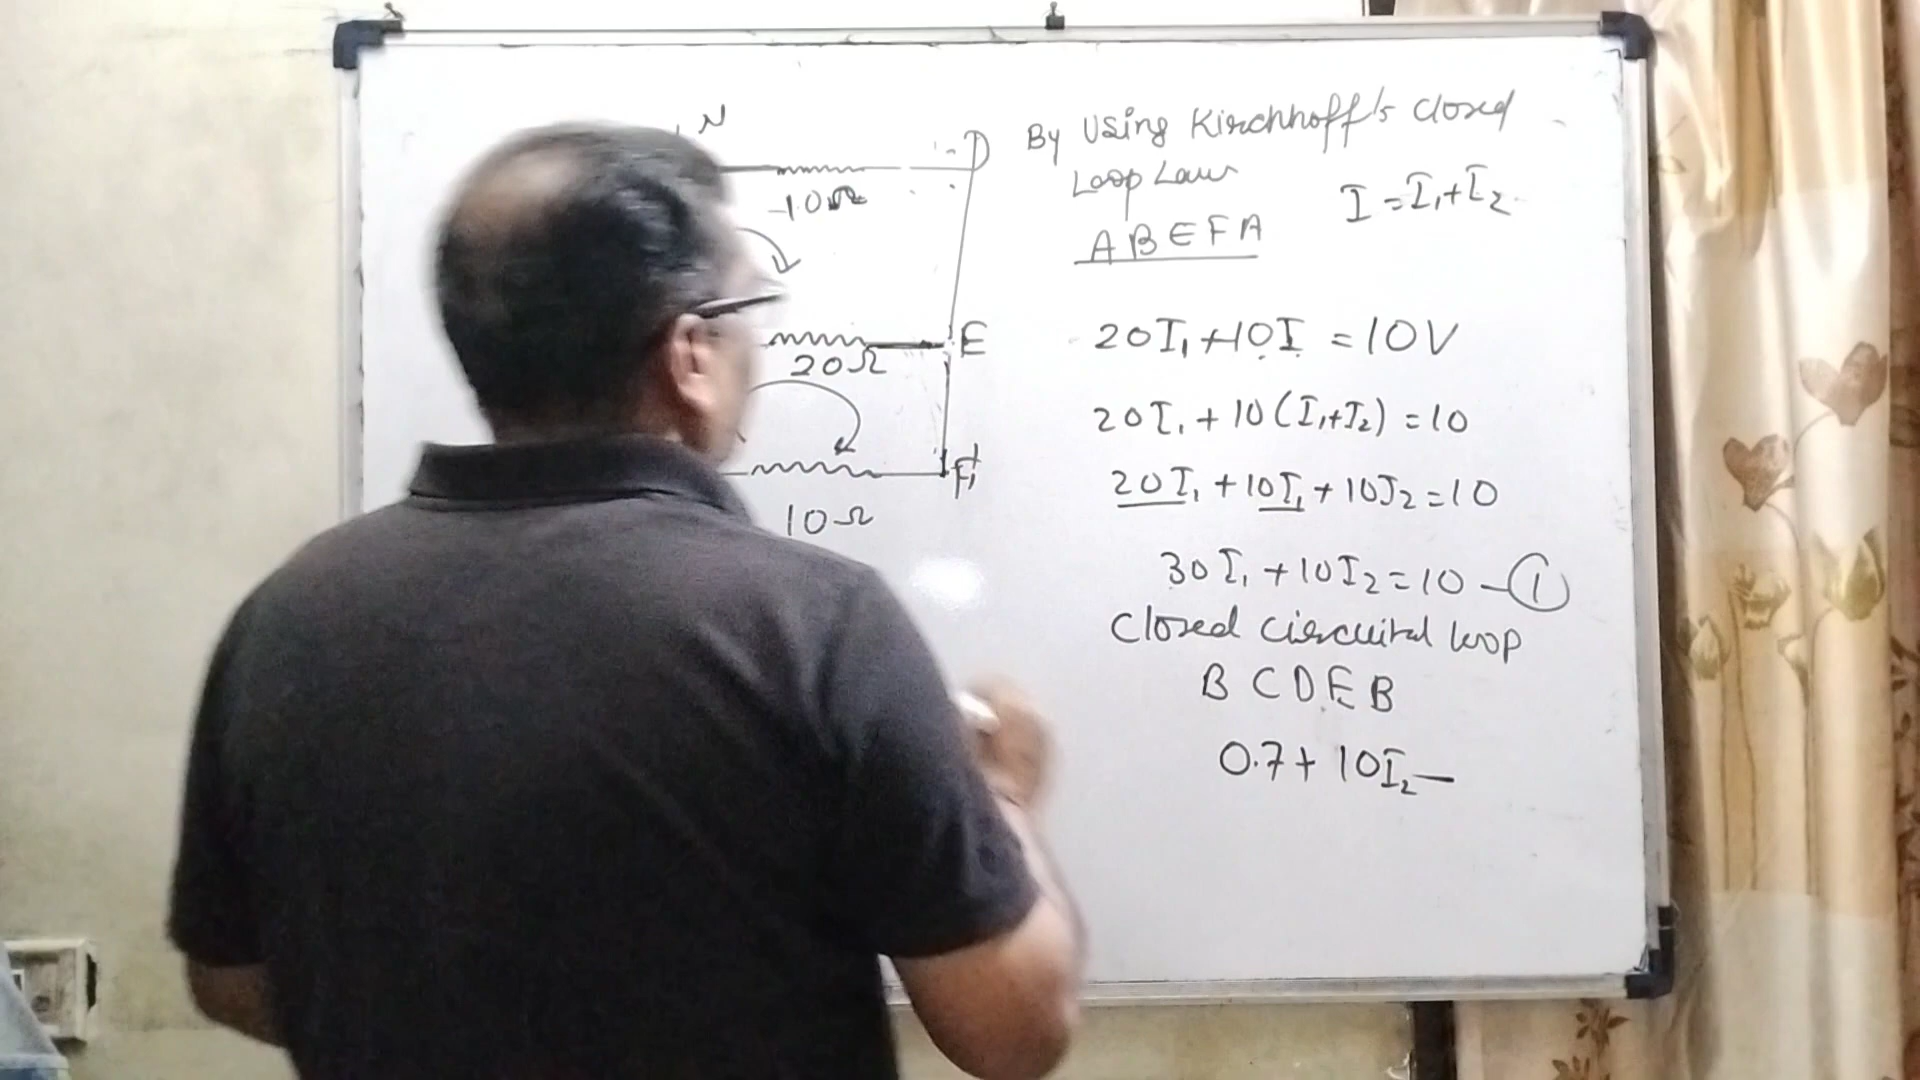 N
D
10Ω
E
20Ω
F
10Ω
By Using Kirchhoff's Closed
Loop Law
I = I₁+I₂
ABEFA
20I₁+10I = 10V
20I₁ + 10(I₁+I₂) = 10
20I₁ + 10I₁ + 10I₂ = 10
30I₁ + 10I₂ = 10 — ①
Closed circuital loop
B C D E B
0.7 + 10I₂ —